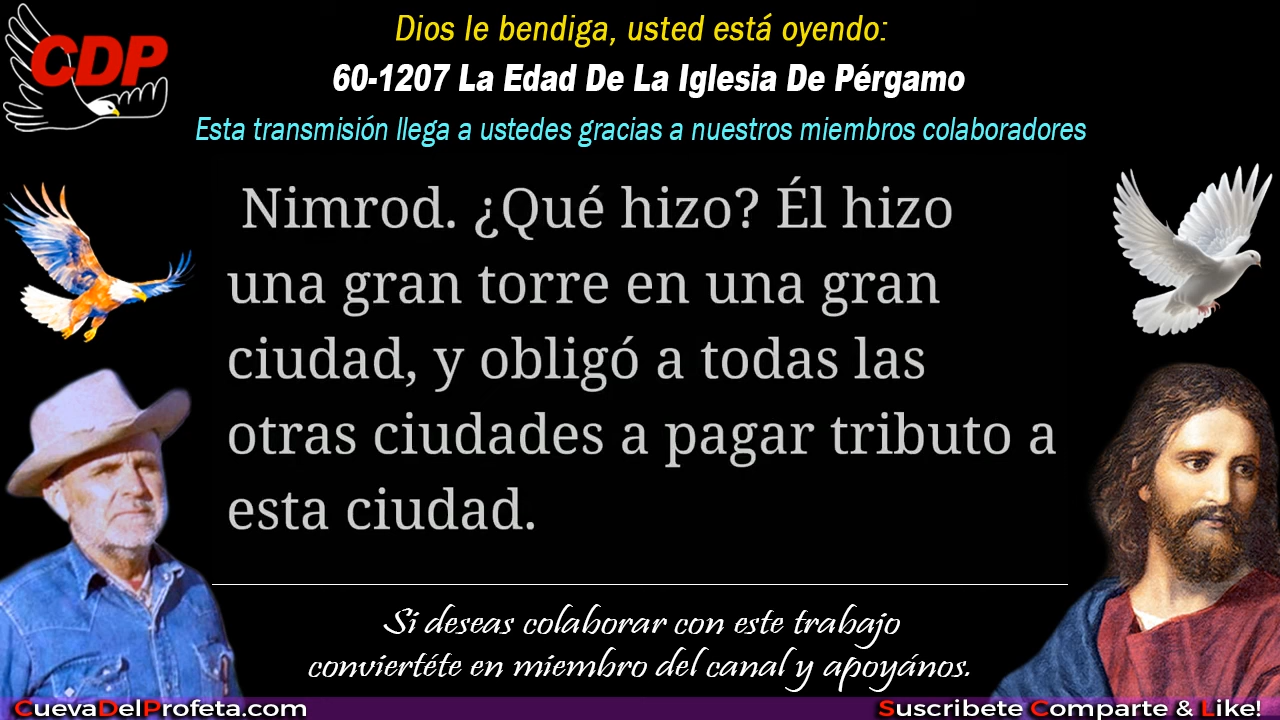 CDP
Dios le bendiga, usted está oyendo:
60-1207 La Edad De La Iglesia De Pérgamo
Esta transmisión llega a ustedes gracias a nuestros miembros colaboradores
Nimrod. ¿Qué hizo? Él hizo
una gran torre en una gran
ciudad, y obligó a todas las
otras ciudades a pagar tributo a
esta ciudad.
Si deseas colaborar con este trabajo
conviertéte en miembro del canal y apoyános.
CuevaDelProfeta.com
Suscribete Comparte & Like!